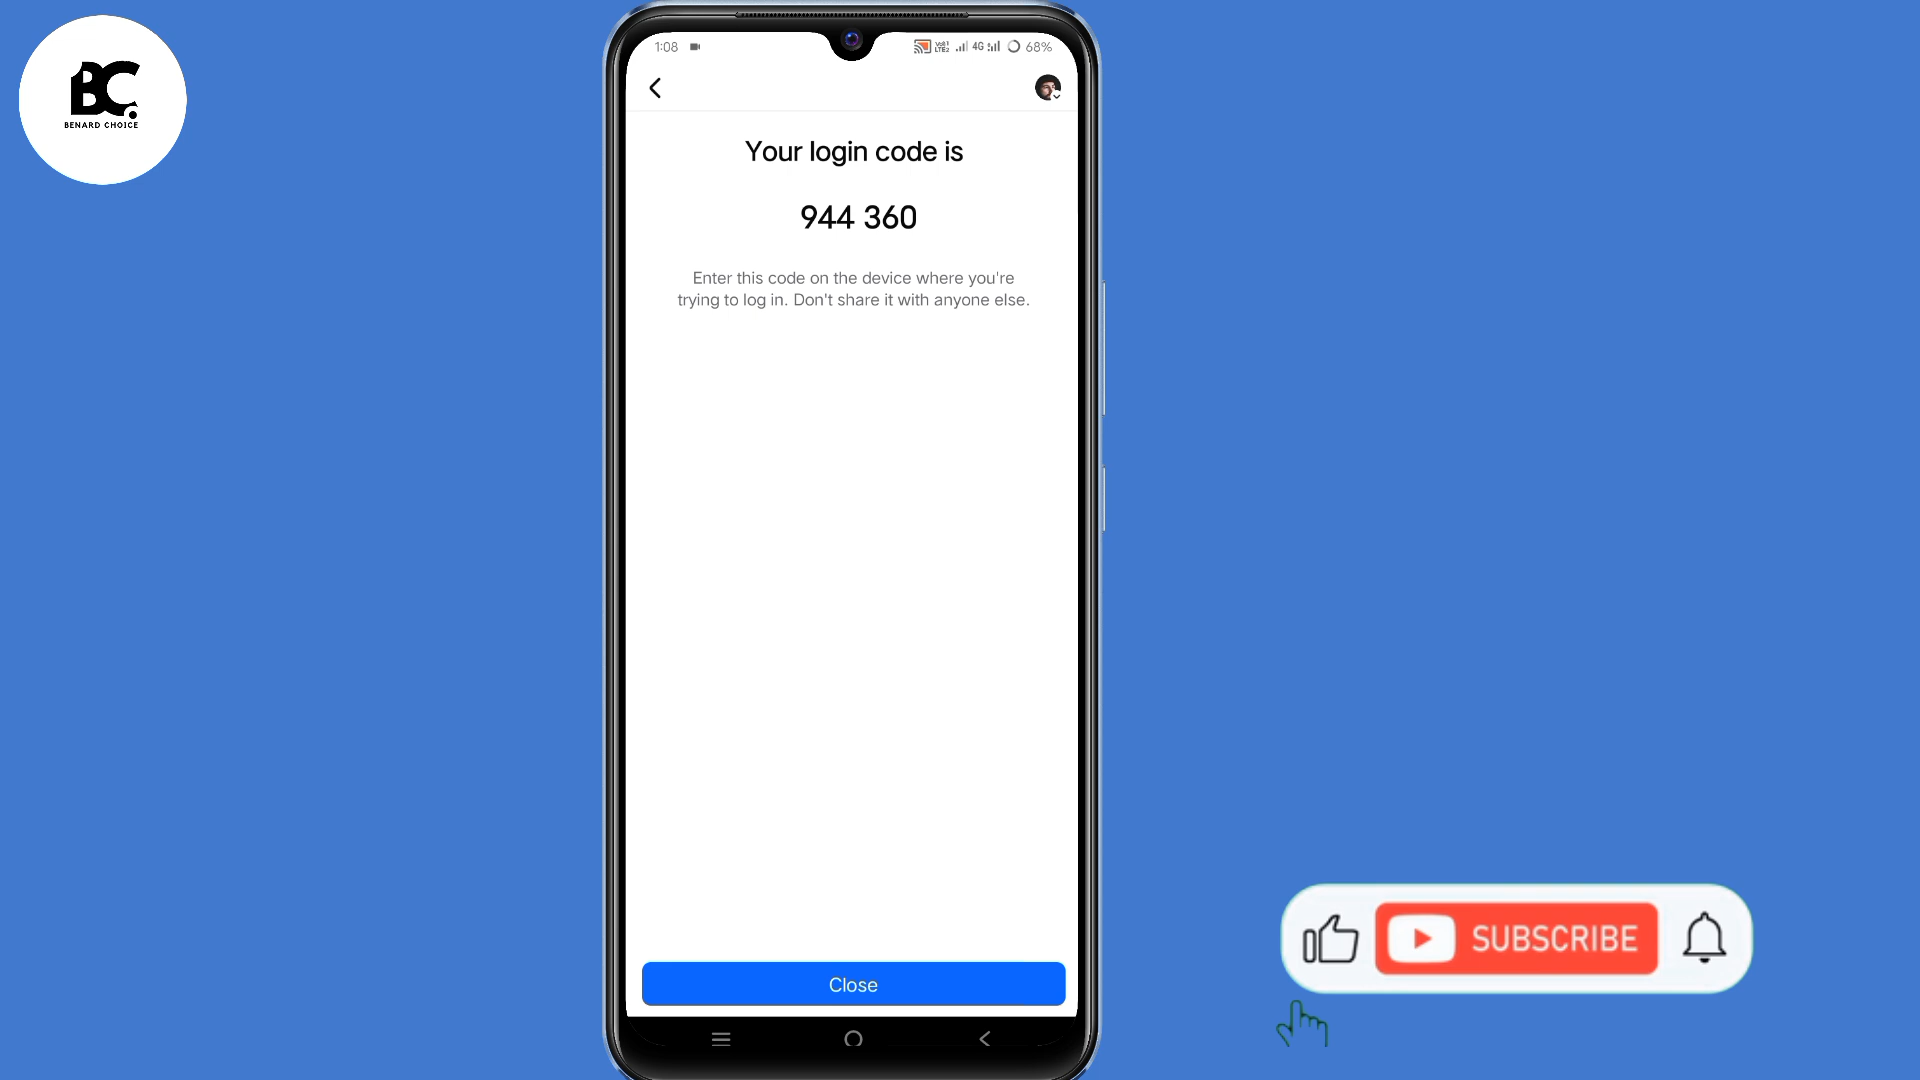 BC.
BENARD CHOICE
1:08
4G
68%
Your login code is
944 360
Enter this code on the device where you're
trying to log in. Don't share it with anyone else.
Close
SUBSCRIBE